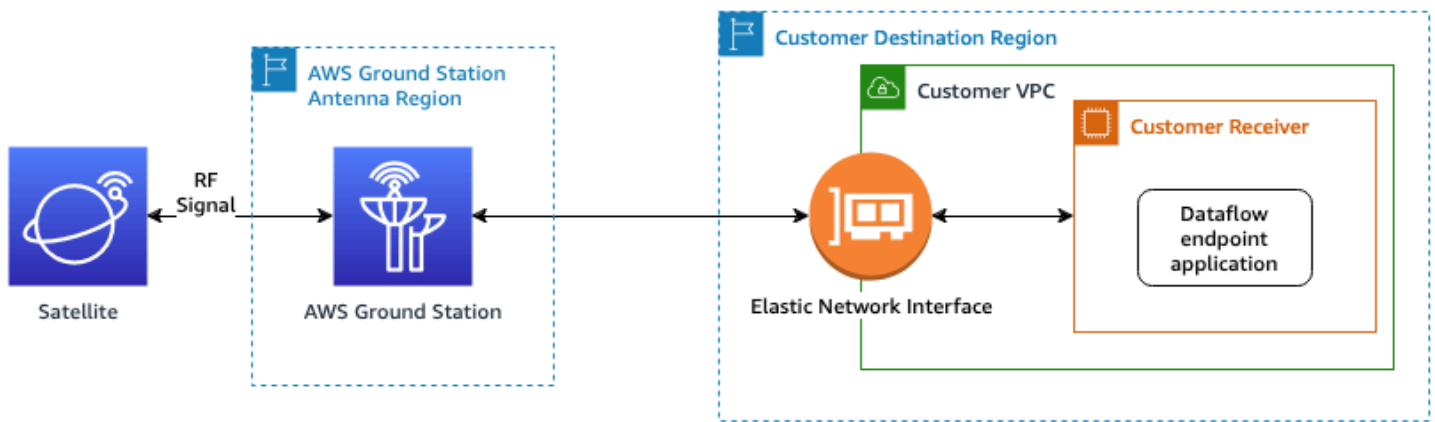 Customer Destination Region
AWS Ground Station
Antenna Region
Customer VPC
Customer Receiver
RF
Signal
Dataflow
endpoint
application
Satellite
AWS Ground Station
Elastic Network Interface